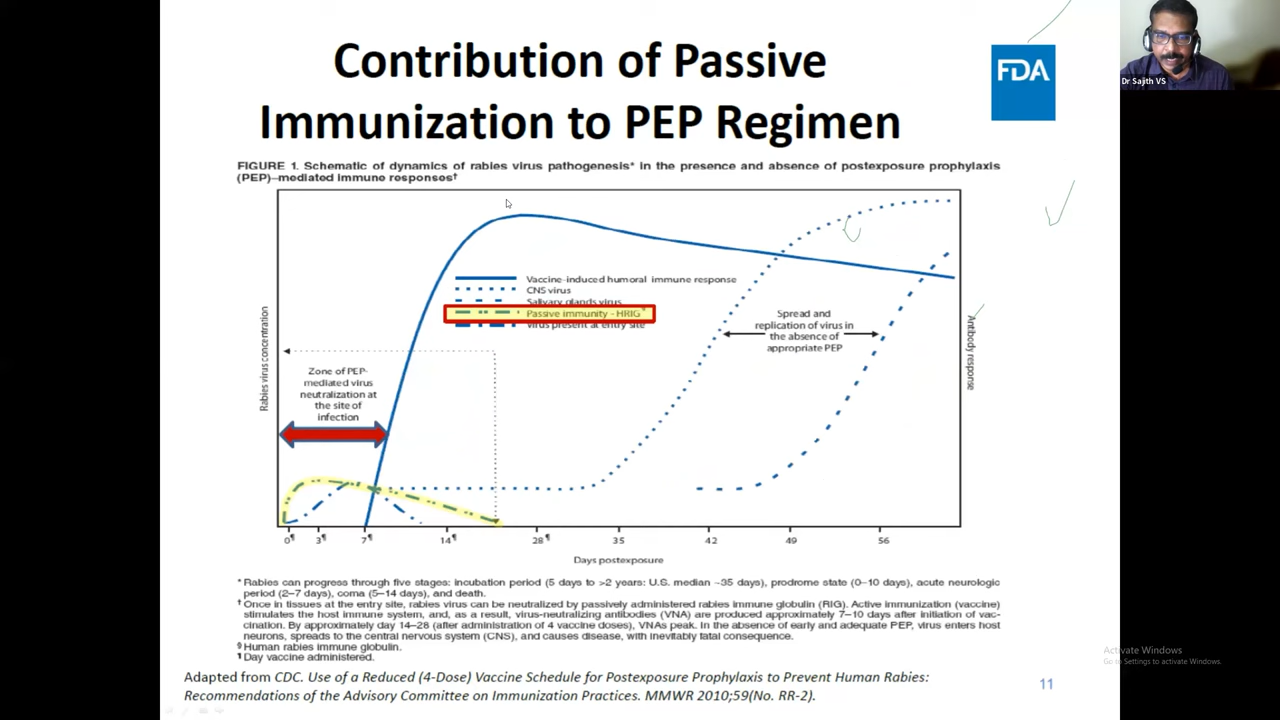 Contribution of Passive
Immunization to PEP Regimen
FDA
Dr Sajith VS
FIGURE 1. Schematic of dynamics of rabies virus pathogenesis* in the presence and absence of postexposure prophylaxis
(PEP)–mediated immune responses†
Vaccine–induced humoral immune response
CNS virus
Salivary glands virus
Passive immunity - HRIG
Virus present at entry site
Spread and
replication of virus in
the absence of
appropriate PEP
Zone of PEP-
mediated virus
neutralization at
the site of
infection
Rabies virus concentration
Antibody response
0¶ 3¶ 7¶ 14¶ 28¶ 35 42 49 56
Days postexposure
* Rabies can progress through five stages: incubation period (5 days to >2 years: U.S. median ~35 days), prodrome state (0–10 days), acute neurologic
period (2–7 days), coma (5–14 days), and death.
† Once in tissues at the entry site, rabies virus can be neutralized by passively administered rabies immune globulin (RIG). Active immunization (vaccine)
stimulates the host immune system, and, as a result, virus-neutralizing antibodies (VNA) are produced approximately 7–10 days after initiation of vac-
cination. By approximately day 14–28 (after administration of 4 vaccine doses), VNAs peak. In the absence of early and adequate PEP, virus enters host
neurons, spreads to the central nervous system (CNS), and causes disease, with inevitably fatal consequence.
§ Human rabies immune globulin.
¶ Day vaccine administered.
Adapted from CDC. Use of a Reduced (4-Dose) Vaccine Schedule for Postexposure Prophylaxis to Prevent Human Rabies:
Recommendations of the Advisory Committee on Immunization Practices. MMWR 2010;59(No. RR-2).
11
Activate Windows
Go to Settings to activate Windows.